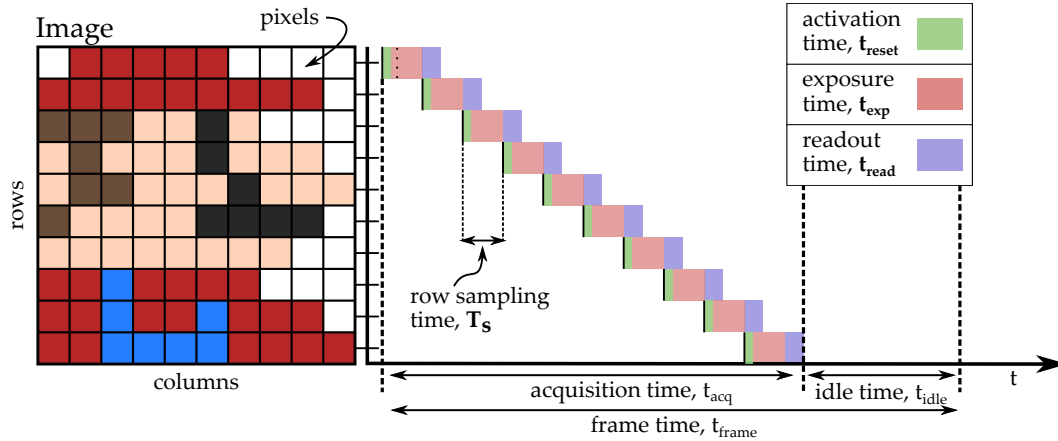 Image
pixels
rows
columns
row sampling
time, Ts
activation
time, treset
exposure
time, texp
readout
time, tread
t
acquisition time, tacq
idle time, tidle
frame time, tframe